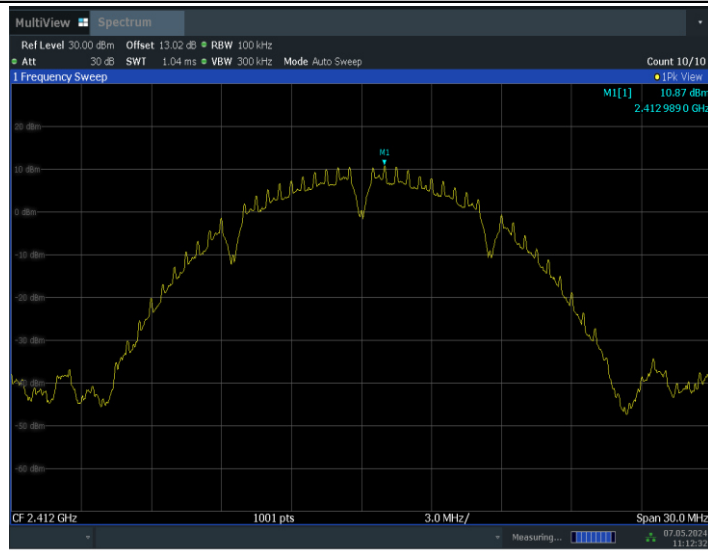 MultiView Spectrum
Ref Level 30.00 dBm Offset 13.02 dB RBW 100 kHz
Att 30 dB SWT 1.04 ms VBW 300 kHz Mode Auto Sweep Count 10/10
1 Frequency Sweep 1Pk View
M1[1] 10.87 dBm
2.4129890 GHz
20 dBm
M1
10 dBm
0 dBm
-10 dBm
-20 dBm
-30 dBm
-40 dBm
-50 dBm
-60 dBm
CF 2.412 GHz 1001 pts 3.0 MHz/ Span 30.0 MHz
Measuring... 07.05.2024
11:12:32